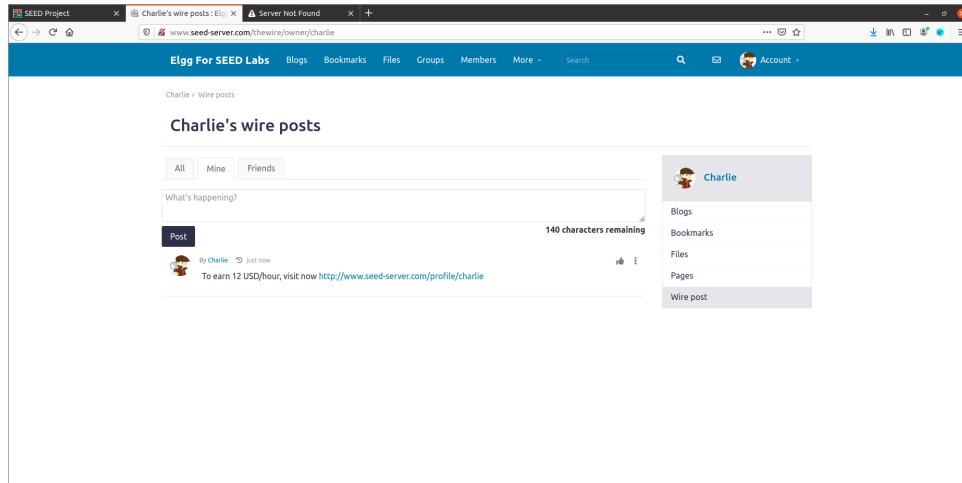 SEED Project
Charlie's wire posts : Elg
Server Not Found
www.seed-server.com/thewire/owner/charlie
Elgg For SEED Labs Blogs Bookmarks Files Groups Members More Search Account
Charlie › Wire posts
Charlie's wire posts
All Mine Friends
Charlie
What's happening?
Blogs
140 characters remaining
Bookmarks
Post
Files
By Charlie just now
To earn 12 USD/hour, visit now http://www.seed-server.com/profile/charlie
Pages
Wire post